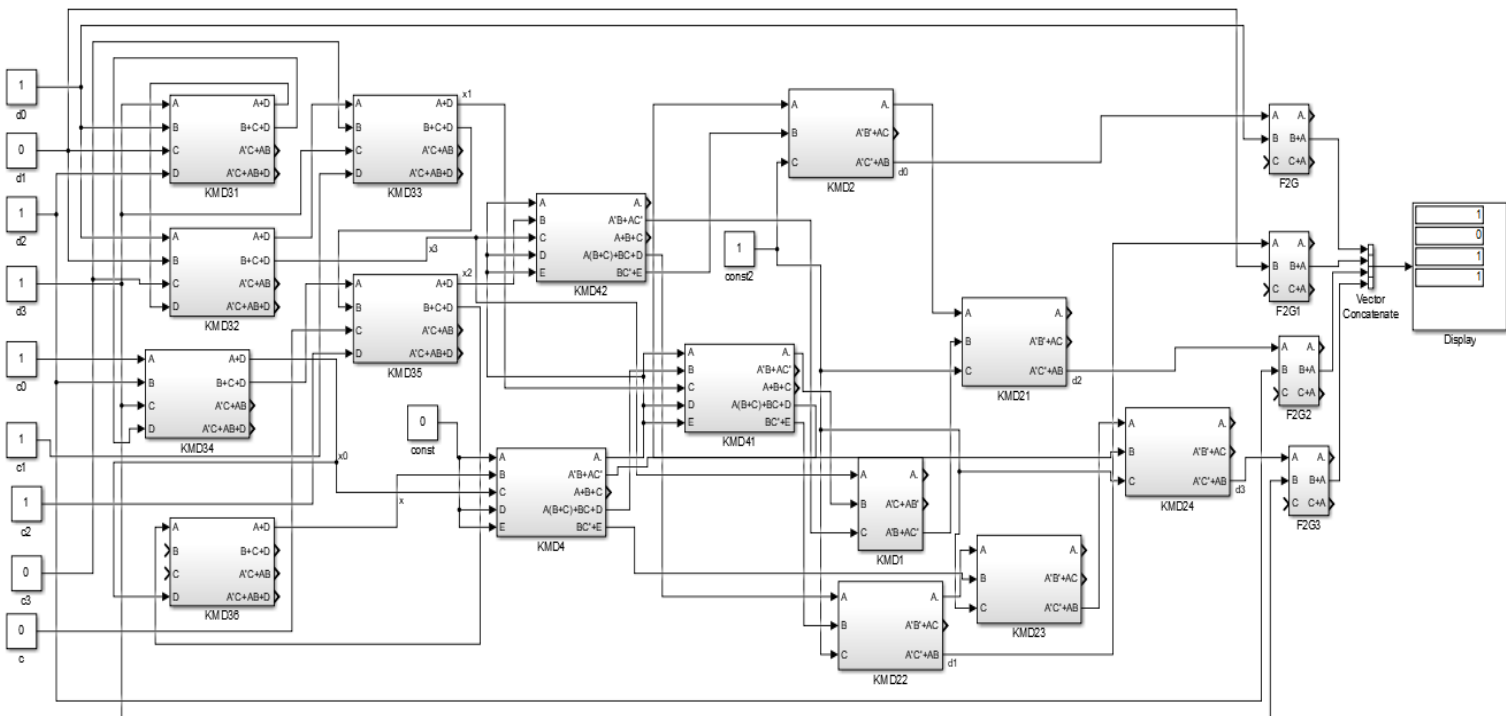 1
d0
0
d1
1
d2
1
d3
1
c0
1
c1
1
c2
0
c3
0
c
A A+D
B B+C+D
C A'C+AB
D A'C+AB+D
KMD31
A A+D
B B+C+D
C A'C+AB
D A'C+AB+D
KMD32
A A+D
B B+C+D
C A'C+AB
D A'C+AB+D
KMD34
A A+D
B B+C+D
C A'C+AB
D A'C+AB+D
KMD36
A A+D
B B+C+D
C A'C+AB
D A'C+AB+D
KMD33
A A+D
B B+C+D
C A'C+AB
D A'C+AB+D
KMD35
x1
x3
x2
x0
x
0
const
A A.
B A'B+AC'
C A+B+C
D A(B+C)+BC+D
E BC'+E
KMD42
A A.
B A'B+AC'
C A+B+C
D A(B+C)+BC+D
E BC'+E
KMD4
A A.
B A'B+AC'
C A+B+C
D A(B+C)+BC+D
E BC'+E
KMD41
1
const2
A A.
B A'B'+AC
C A'C'+AB
KMD2
d0
A A.
B A'C+AB'
C A'B+AC'
KMD1
A A.
B A'B'+AC
C A'C'+AB
KMD22
d1
A A.
B A'B'+AC
C A'C'+AB
KMD21
d2
A A.
B A'B'+AC
C A'C'+AB
KMD23
A A.
B A'B'+AC
C A'C'+AB
KMD24
d3
A A.
B B+A
C C+A
F2G
A A.
B B+A
C C+A
F2G1
A A.
B B+A
C C+A
F2G2
A A.
B B+A
C C+A
F2G3
Vector
Concatenate
1
0
1
1
Display